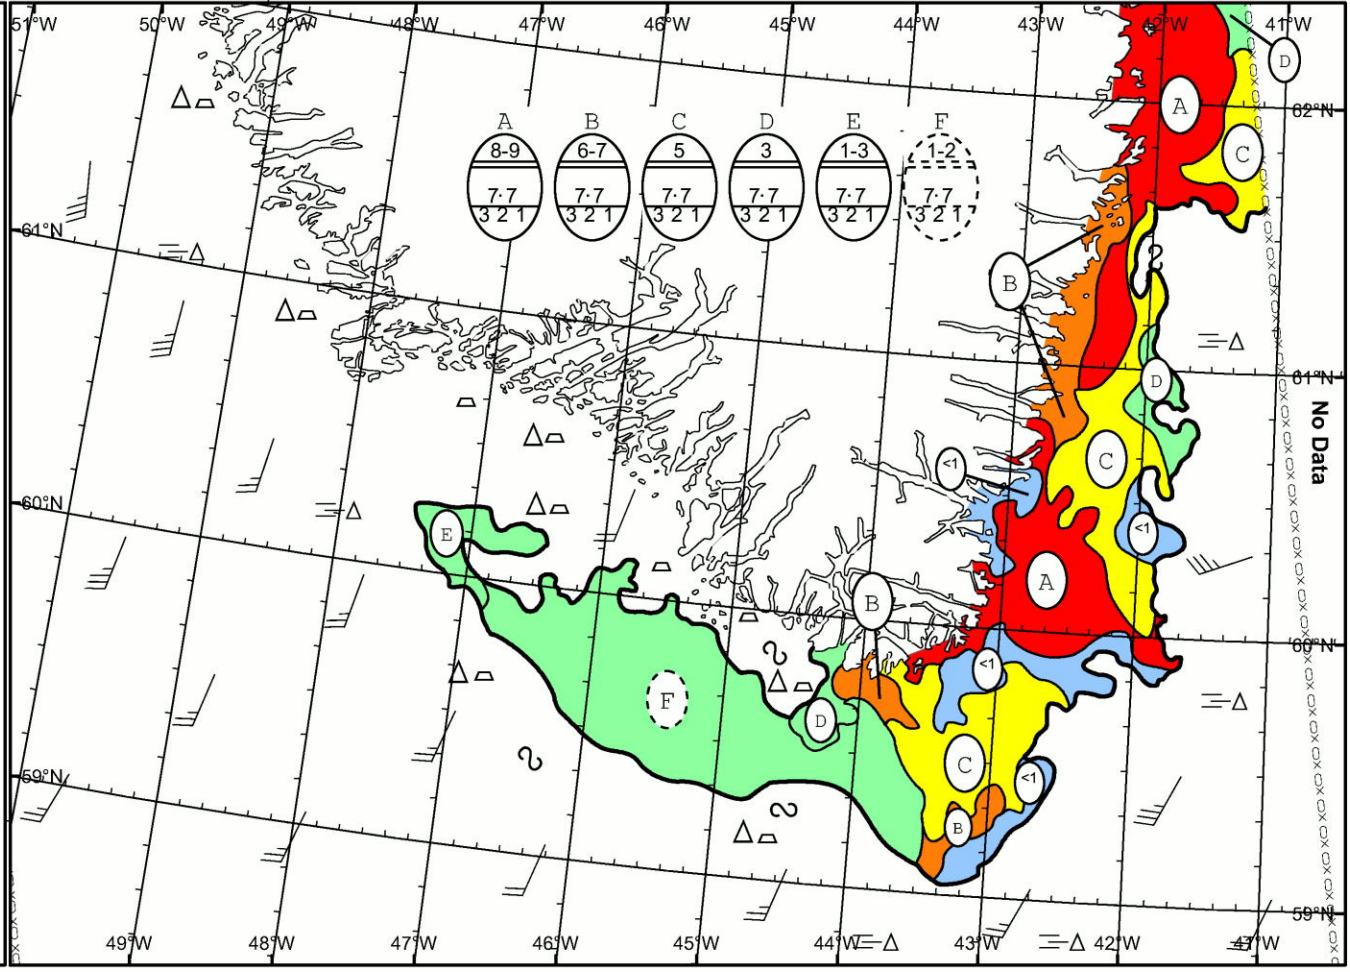 51°W 50°W 49°W 48°W 47°W 46°W 45°W 44°W 43°W 42°W 41°W
D
62°N
A
A B C D E F
8-9 6-7 5 3 1-3 1-2
7·7 7·7 7·7 7·7 7·7 7·7
3 2 1 3 2 1 3 2 1 3 2 1 3 2 1 3 2 1
C
61°N
B
61°N
D
No Data
C
<1
60°N
E
<1
A
B
60°N
<1
F
D
C
59°N
<1
B
59°N
49°W 48°W 47°W 46°W 45°W 44°W 43°W 42°W 41°W